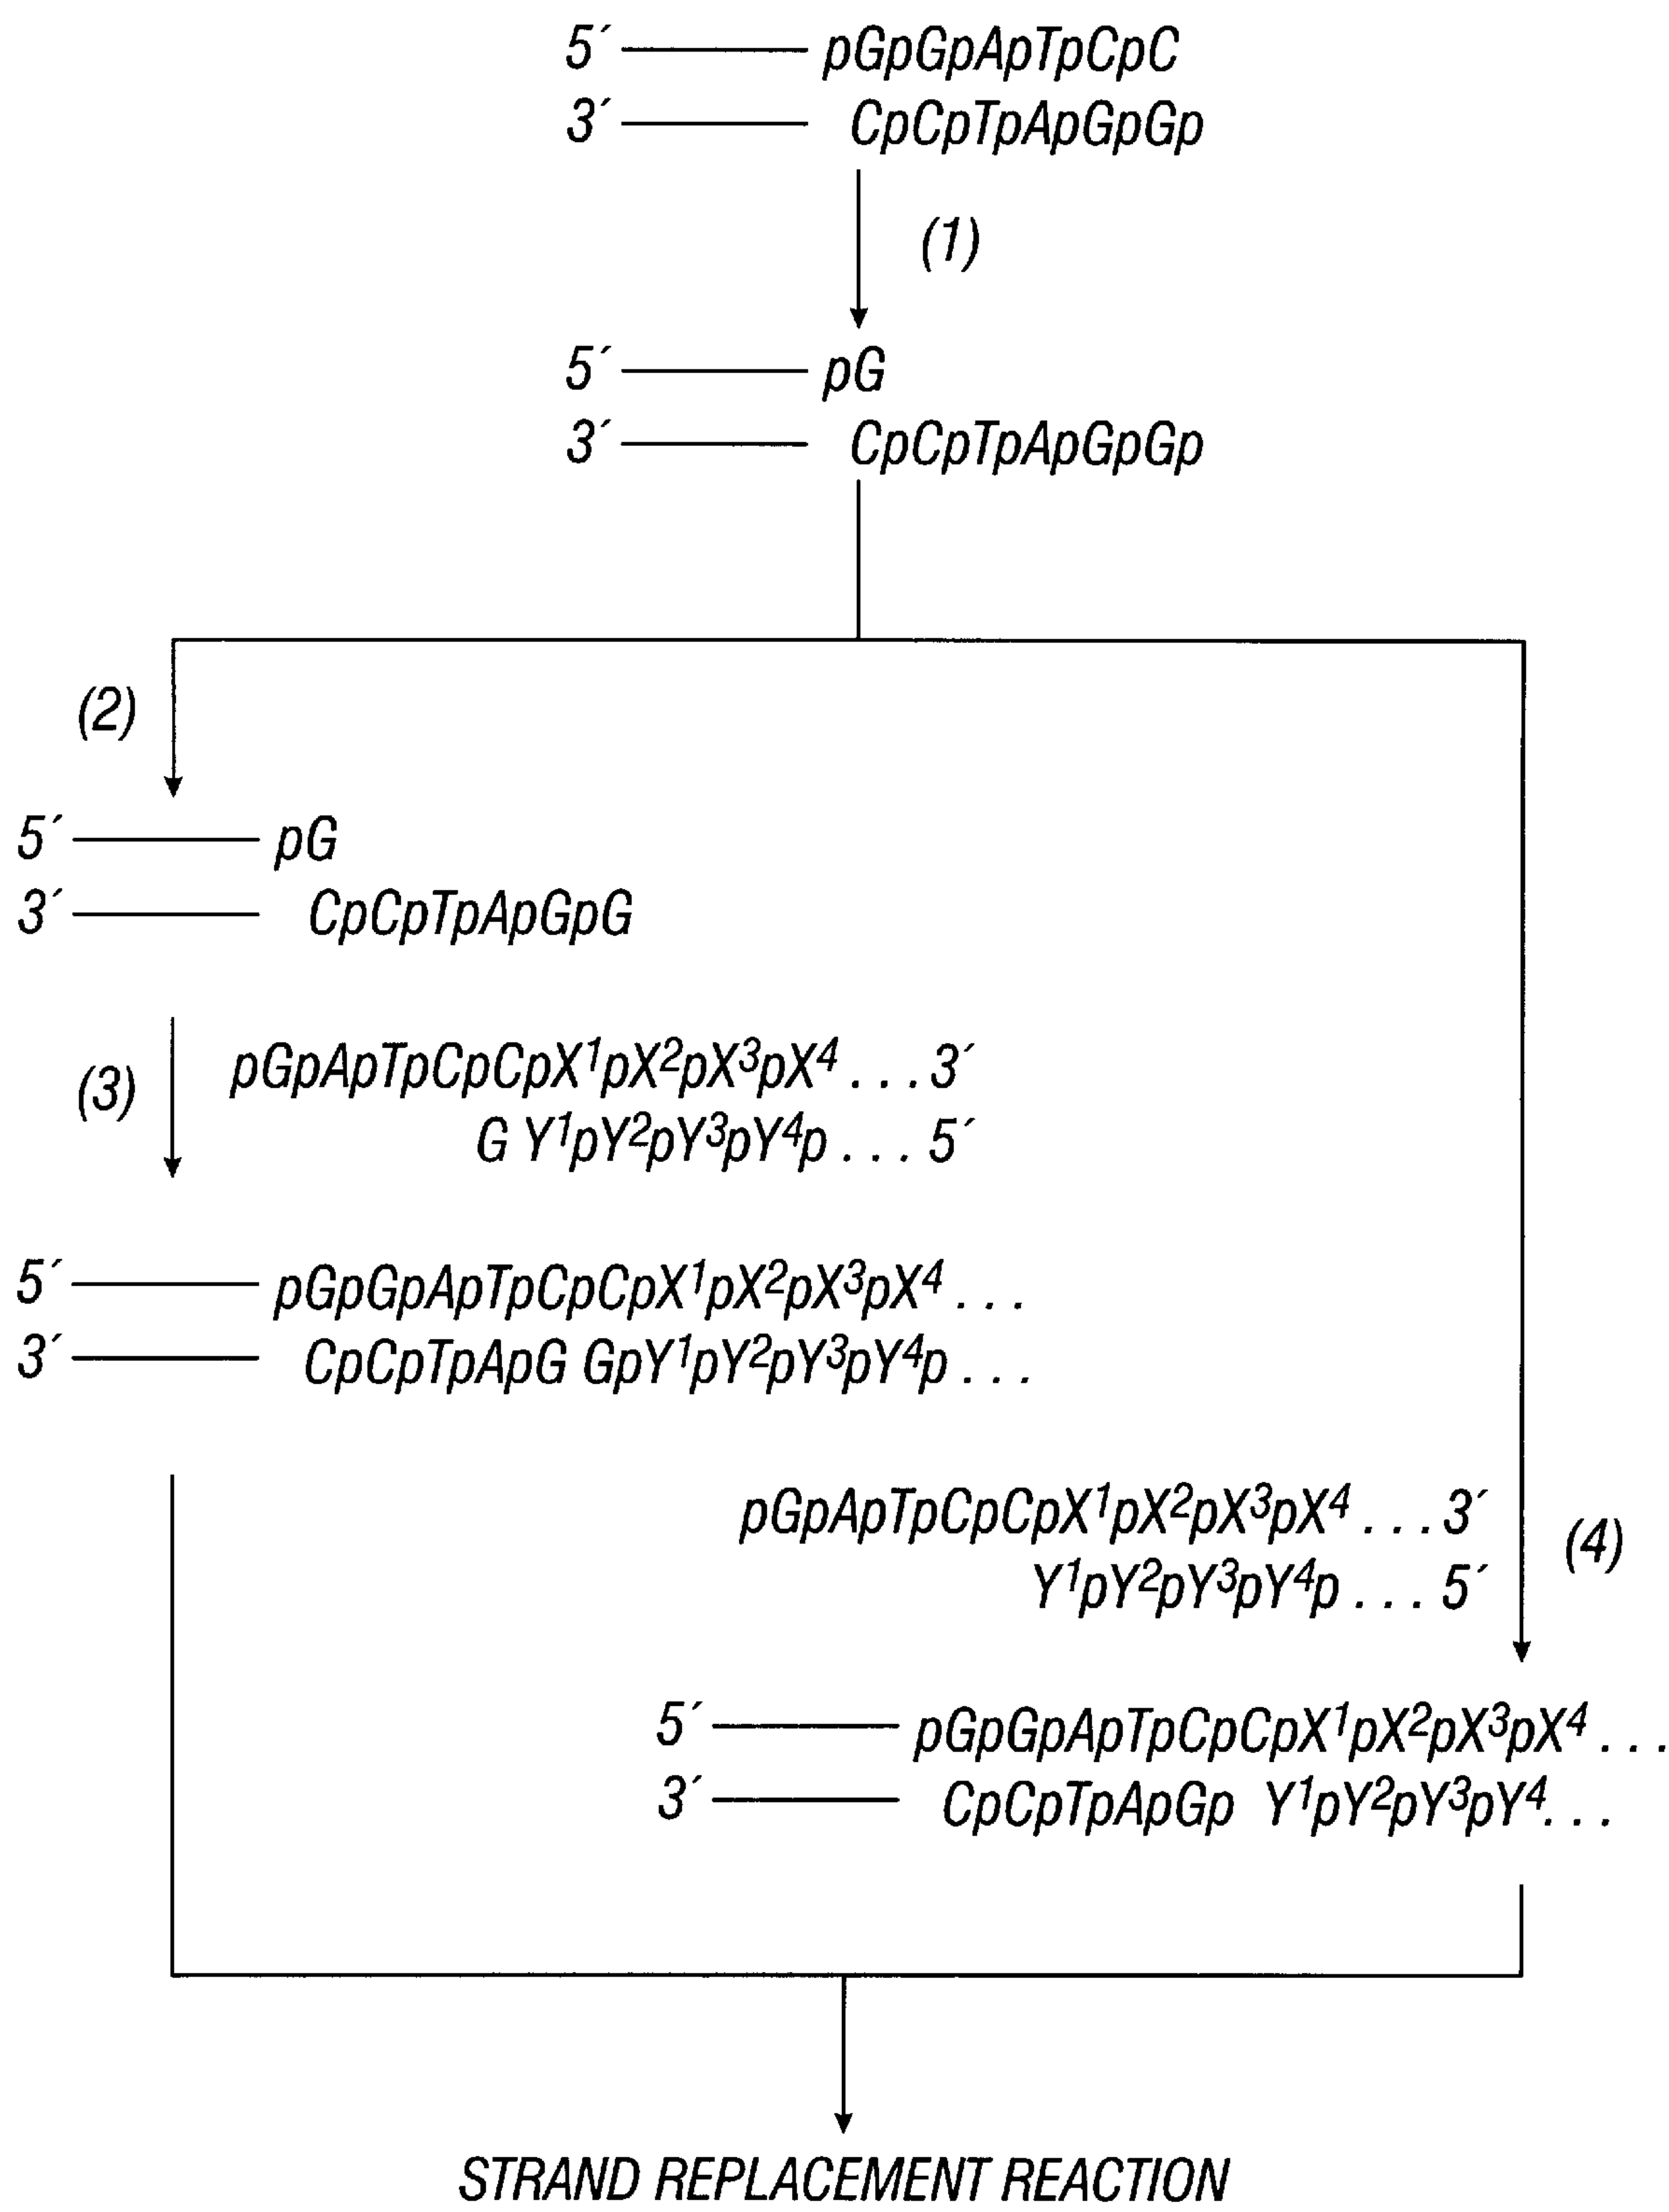 5´ pGpGpApTpCpC
3´ CpCpTpApGpGp
(1)
5´ pG
3´ CpCpTpApGpGp
(2)
5´ pG
3´ CpCpTpApGpG
(3)
pGpApTpCpCpX¹pX²pX³pX⁴ . . . 3´
G Y¹pY²pY³pY⁴p . . . 5´
5´ pGpGpApTpCpCpX¹pX²pX³pX⁴ . . .
3´ CpCpTpApG GpY¹pY²pY³pY⁴p . . .
pGpApTpCpCpX¹pX²pX³pX⁴ . . . 3´
Y¹pY²pY³pY⁴p . . . 5´
(4)
5´ pGpGpApTpCpCpX¹pX²pX³pX⁴ . . .
3´ CpCpTpApGp Y¹pY²pY³pY⁴. . .
STRAND REPLACEMENT REACTION